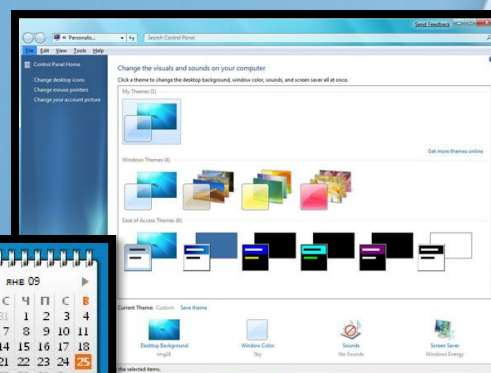 Send Feedback
Personaliz...
Search Control Panel
File Edit View Tools Help
Control Panel Home
Change desktop icons
Change mouse pointers
Change your account picture
Change the visuals and sounds on your computer
Click a theme to change the desktop background, window color, sounds, and screen saver all at once.
My Themes (1)
Get more themes online
Windows Themes (4)
Ease of Access Themes (6)
Current Theme: Custom Save theme
Desktop Background
img24
Window Color
Sky
Sounds
No Sounds
Screen Saver
Windows Energy
the selected items.
янв 09
С Ч П С В
31 1 2 3 4
7 8 9 10 11
14 15 16 17 18
21 22 23 24 25